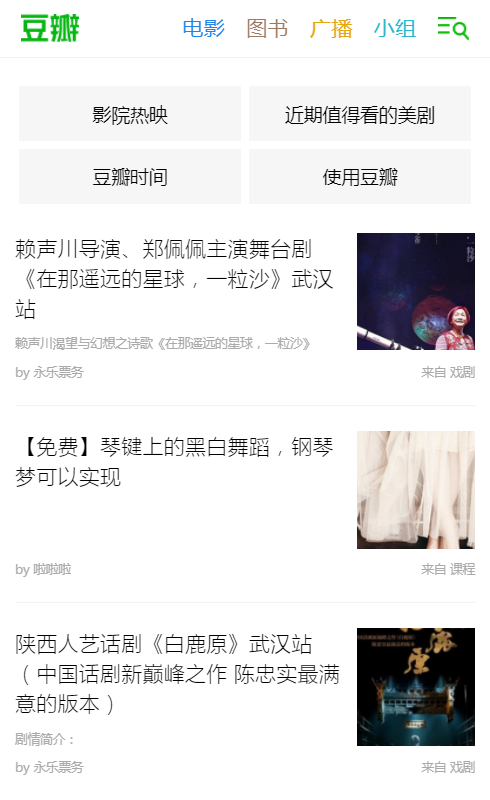 豆瓣 电影 图书 广播 小组
影院热映 近期值得看的美剧
豆瓣时间 使用豆瓣
赖声川导演、郑佩佩主演舞台剧
《在那遥远的星球，一粒沙》武汉
站
赖声川渴望与幻想之诗歌《在那遥远的星球，一粒沙》
by 永乐票务 来自 戏剧
一粒沙
【免费】琴键上的黑白舞蹈，钢琴
梦可以实现
by 啦啦啦 来自 课程
陕西人艺话剧《白鹿原》武汉站
（中国话剧新巅峰之作 陈忠实最满
意的版本）
剧情简介：
by 永乐票务 来自 戏剧